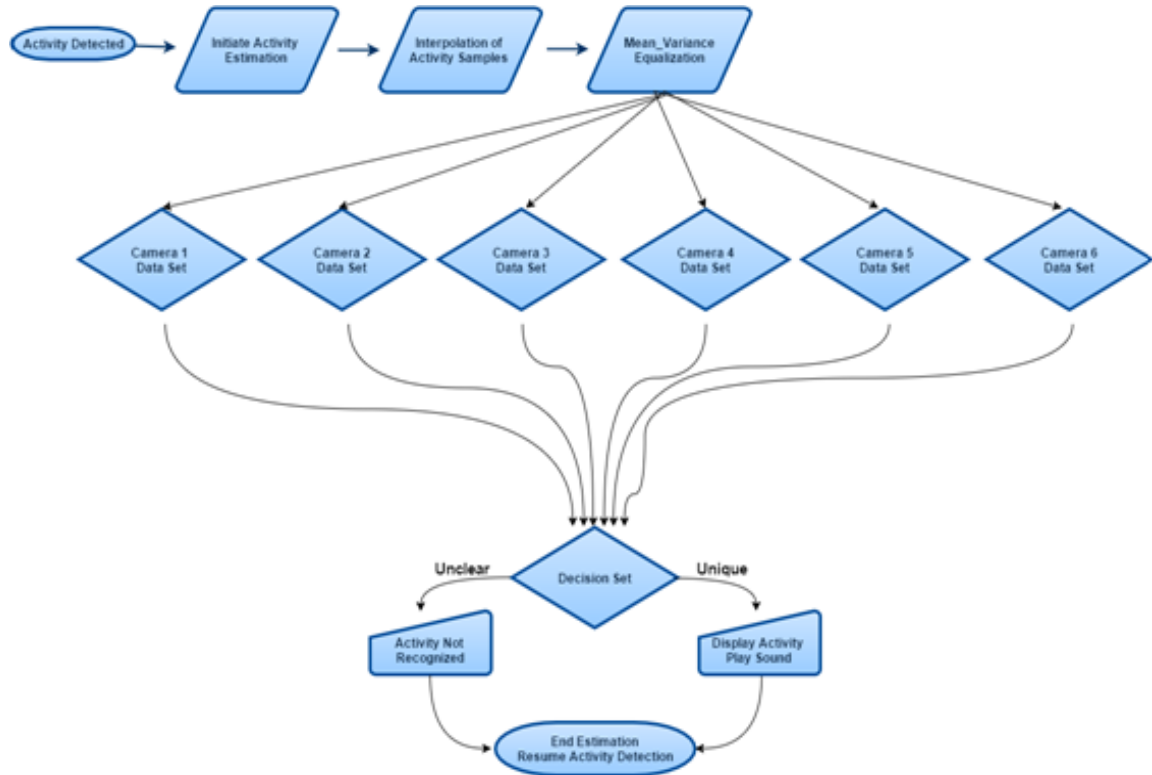 Activity Detected
Initiate Activity
Estimation
Interpolation of
Activity Samples
Mean_Variance
Equalization
Camera 1
Data Set
Camera 2
Data Set
Camera 3
Data Set
Camera 4
Data Set
Camera 5
Data Set
Camera 6
Data Set
Unclear
Decision Set
Unique
Activity Not
Recognized
Display Activity
Play Sound
End Estimation
Resume Activity Detection